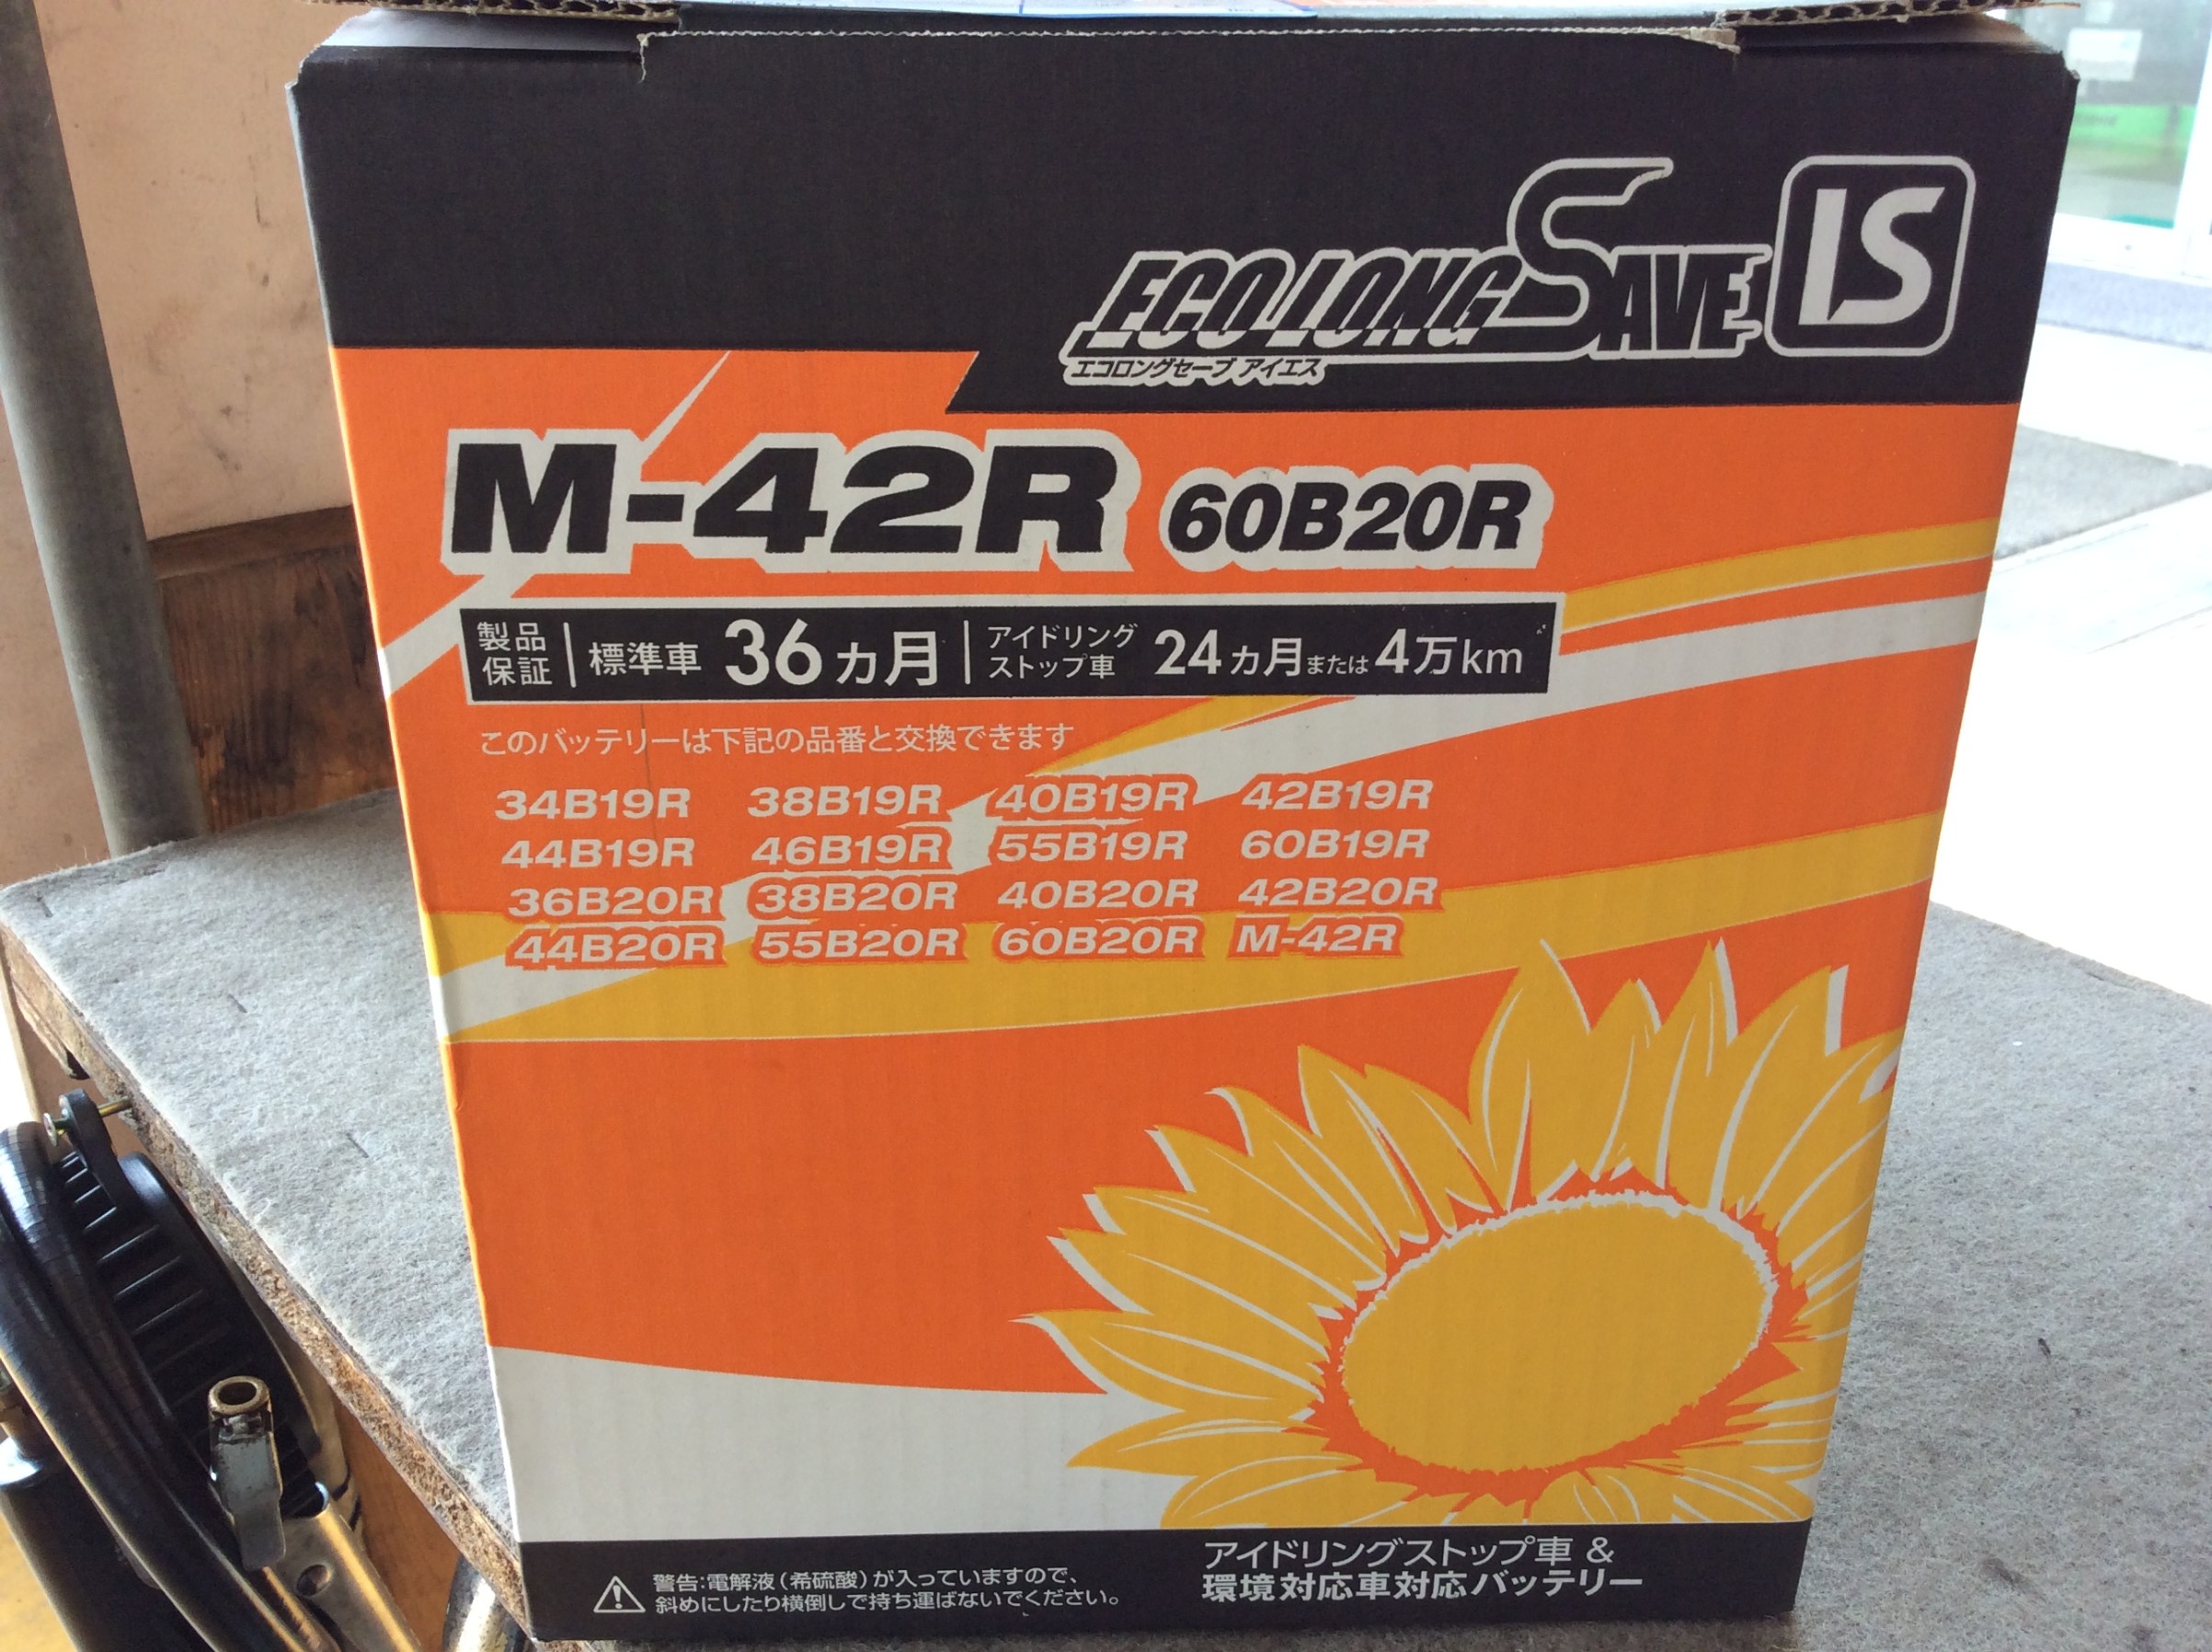 ECO LONG SAVE IS
エコロングセーブ アイエス
M-42R 60B20R
製品保証 標準車 36ヵ月 アイドリングストップ車 24ヵ月または4万km
このバッテリーは下記の品番と交換できます
34B19R 38B19R 40B19R 42B19R
44B19R 46B19R 55B19R 60B19R
36B20R 38B20R 40B20R 42B20R
44B20R 55B20R 60B20R M-42R
警告:電解液(希硫酸)が入っていますので、
斜めにしたり横倒しで持ち運ばないでください。
アイドリングストップ車 &
環境対応車対応バッテリー